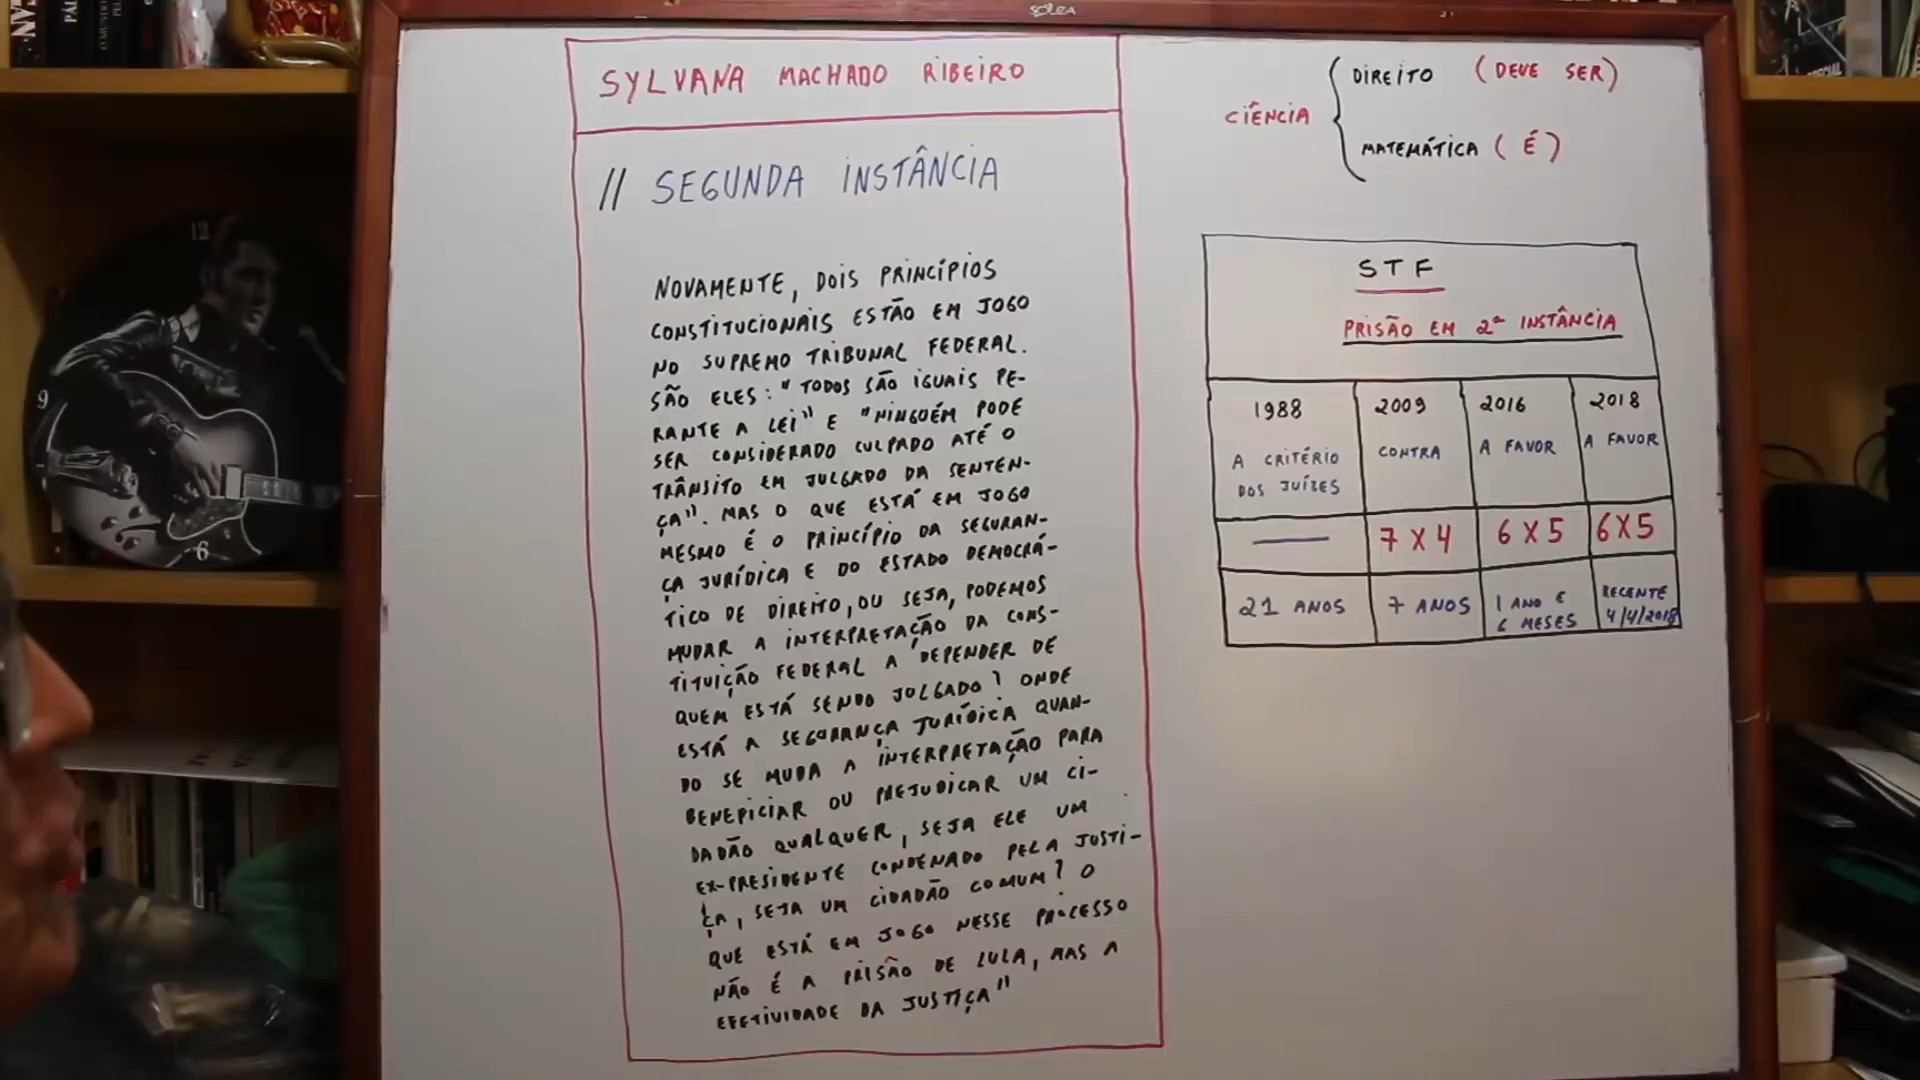 SOUZA
SYLVANA MACHADO RIBEIRO
// SEGUNDA INSTÂNCIA
NOVAMENTE, DOIS PRINCÍPIOS
CONSTITUCIONAIS ESTÃO EM JOGO
NO SUPREMO TRIBUNAL FEDERAL.
SÃO ELES: "TODOS SÃO IGUAIS PE-
RANTE A LEI" E "NINGUÉM PODE
SER CONSIDERADO CULPADO ATÉ O
TRÂNSITO EM JULGADO DA SENTEN-
ÇA". MAS O QUE ESTÁ EM JOGO
MESMO É O PRINCÍPIO DA SEGURAN-
ÇA JURÍDICA E DO ESTADO DEMOCRÁ-
TICO DE DIREITO, OU SEJA, PODEMOS
MUDAR A INTERPRETAÇÃO DA CONS-
TITUIÇÃO FEDERAL A DEPENDER DE
QUEM ESTÁ SENDO JULGADO? ONDE
ESTÁ A SEGURANÇA JURÍDICA QUAN-
DO SE MUDA A INTERPRETAÇÃO PARA
BENEFICIAR OU PREJUDICAR UM CI-
DADÃO QUALQUER, SEJA ELE UM
EX-PRESIDENTE CONDENADO PELA JUSTI-
ÇA, SEJA UM CIDADÃO COMUM? O
QUE ESTÁ EM JOGO NESSE PROCESSO
NÃO É A PRISÃO DE LULA, MAS A
EFETIVIDADE DA JUSTIÇA"
CIÊNCIA
DIREITO (DEVE SER)
MATEMÁTICA (É)
STF
PRISÃO EM 2ª INSTÂNCIA
1988 2009 2016 2018
A CRITÉRIO DOS JUÍZES CONTRA A FAVOR A FAVOR
7 X 4 6 X 5 6 X 5
21 ANOS 7 ANOS 1 ANO E 6 MESES RECENTE 4/4/2018
12
9
6